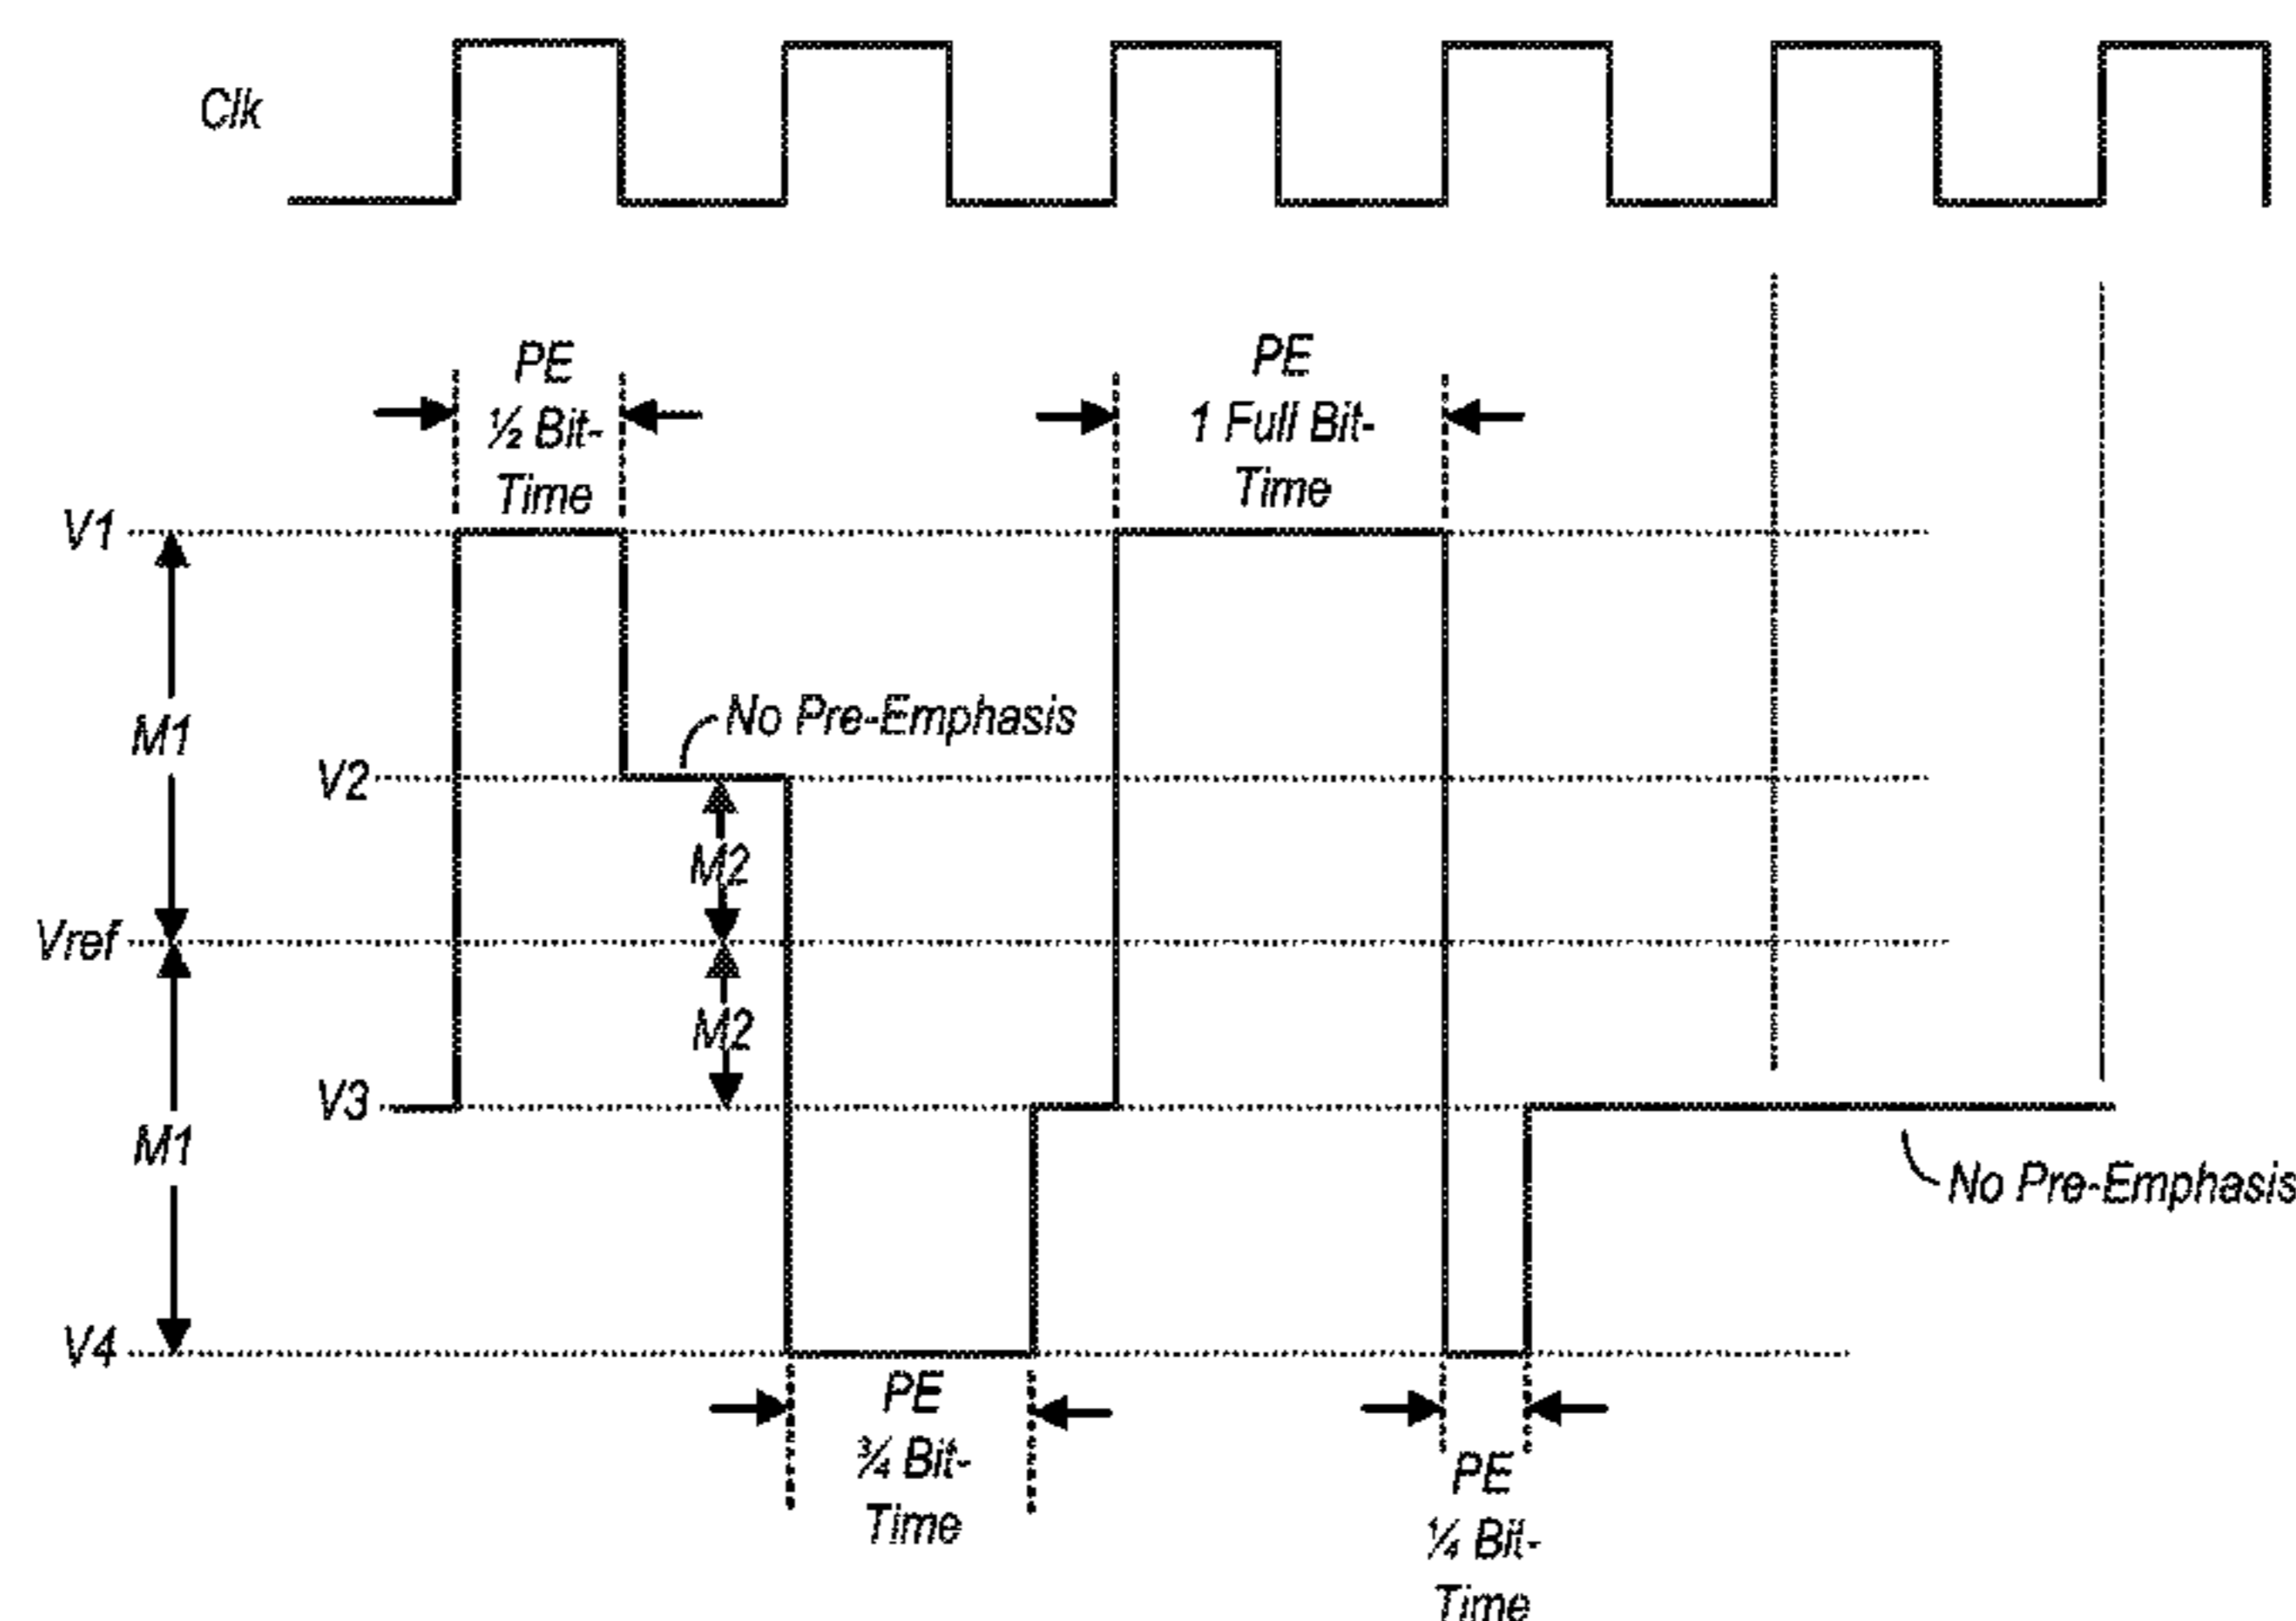 Clk
PE
½ Bit-
Time
PE
1 Full Bit-
Time
V1
M1
No Pre-Emphasis
V2
M2
Vref
M2
V3
M1
No Pre-Emphasis
V4
PE
¾ Bit-
Time
PE
¼ Bit-
Time